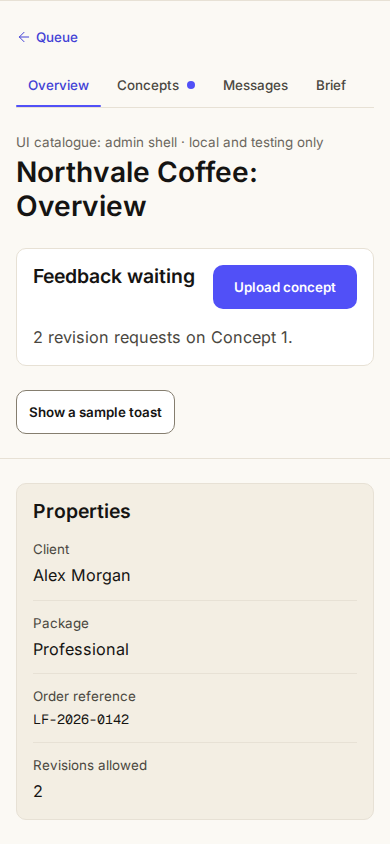 ← Queue
Overview Concepts Messages Brief
UI catalogue: admin shell · local and testing only
Northvale Coffee:
Overview
Feedback waiting
Upload concept
2 revision requests on Concept 1.
Show a sample toast
Properties
Client
Alex Morgan
Package
Professional
Order reference
LF-2026-0142
Revisions allowed
2